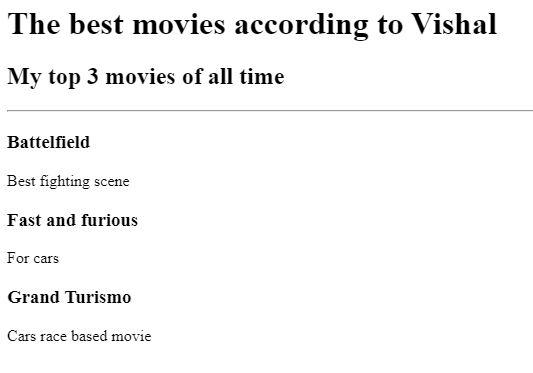 The best movies according to Vishal
My top 3 movies of all time
Battelfield
Best fighting scene
Fast and furious
For cars
Grand Turismo
Cars race based movie